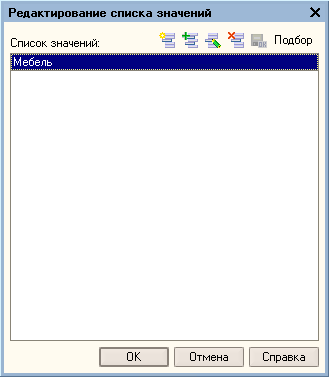 Редактирование списка значений
Список значений: Подбор
Мебель
OK Отмена Справка